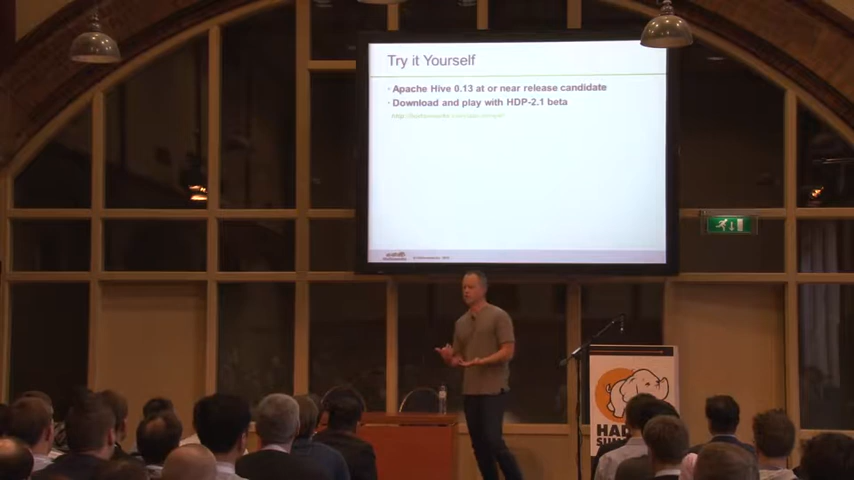 Try it Yourself
• Apache Hive 0.13 at or near release candidate
• Download and play with HDP-2.1 beta